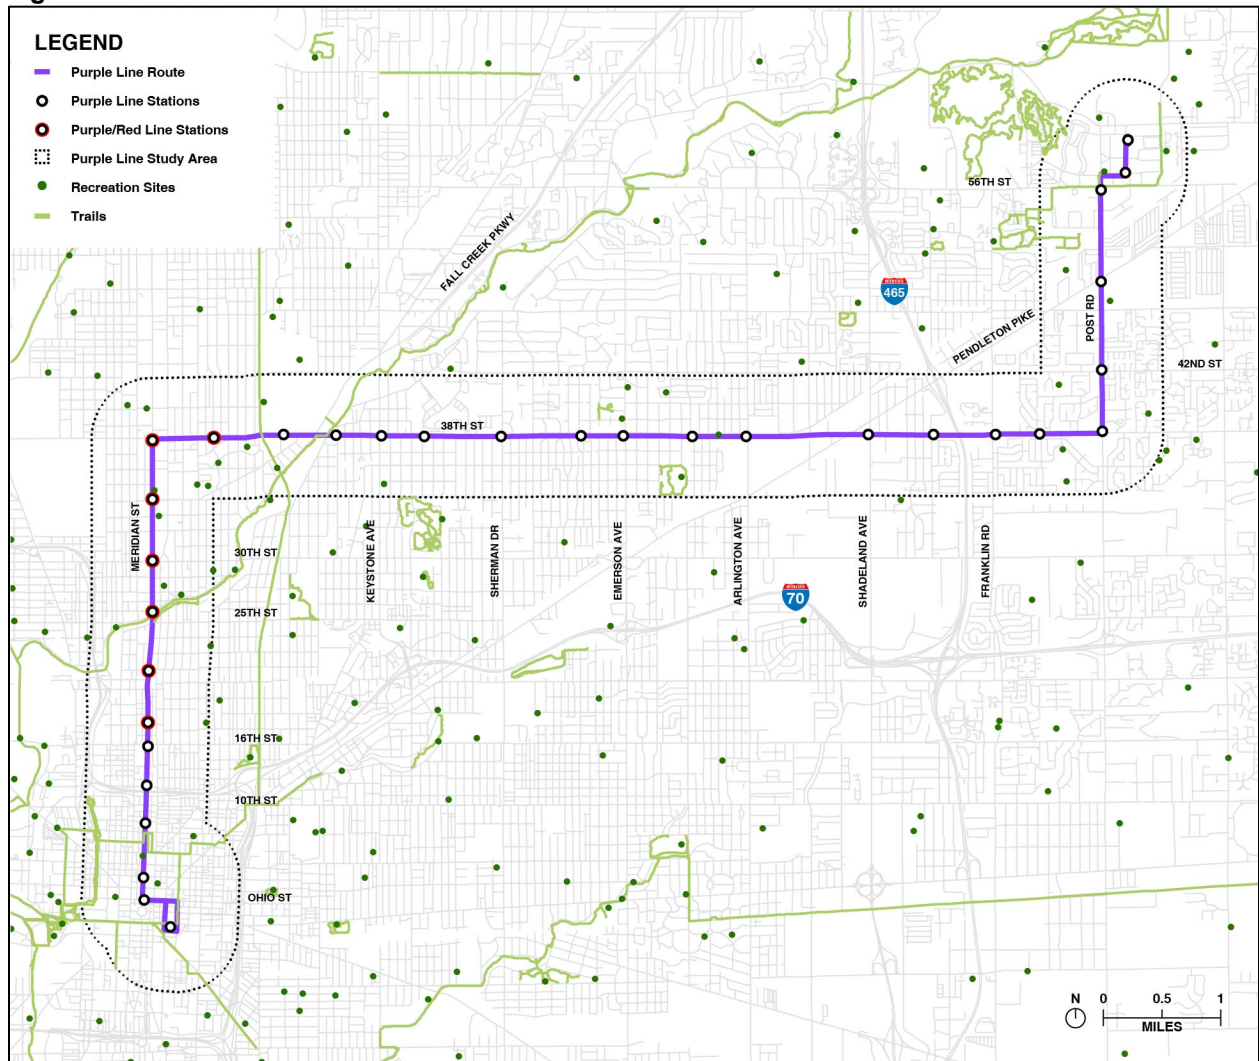 LEGEND
Purple Line Route
Purple Line Stations
Purple/Red Line Stations
Purple Line Study Area
Recreation Sites
Trails
56TH ST
FALL CREEK PKWY
465
PENDLETON PIKE
POST RD
42ND ST
38TH ST
MERIDIAN ST
30TH ST
KEYSTONE AVE
SHERMAN DR
EMERSON AVE
ARLINGTON AVE
SHADELAND AVE
FRANKLIN RD
70
25TH ST
16TH ST
10TH ST
OHIO ST
N 0 0.5 1
MILES